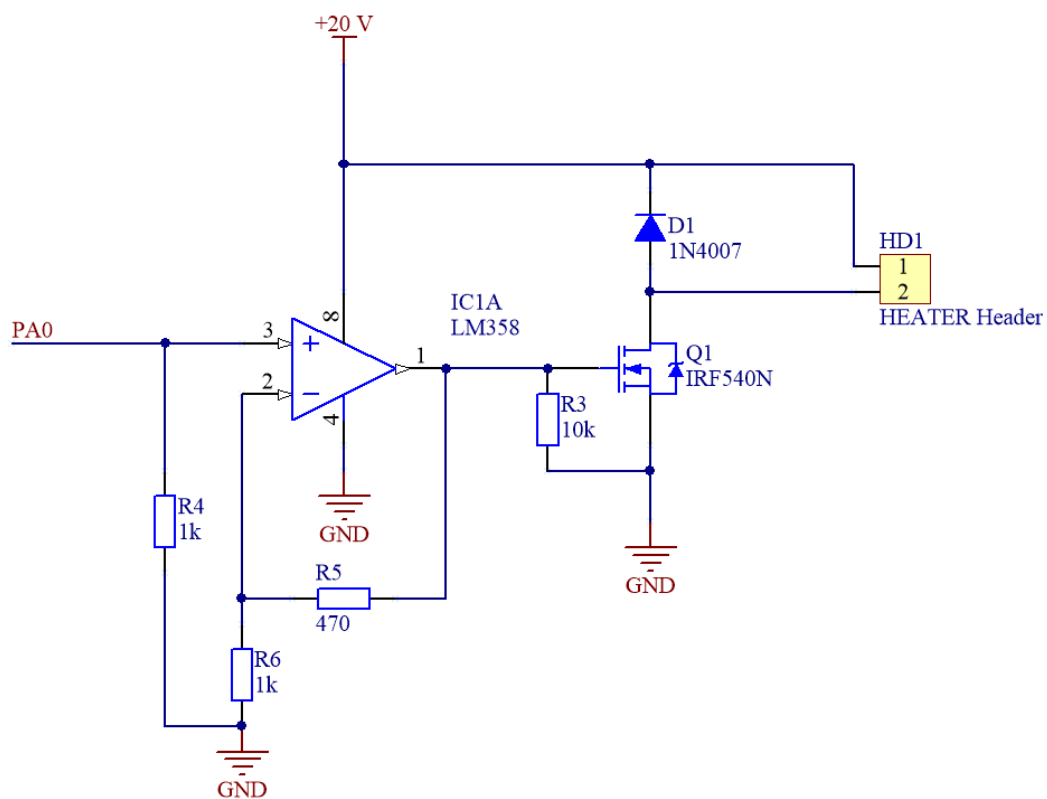 +20 V
D1
1N4007
HD1
1
2
HEATER Header
IC1A
LM358
PA0
3
8
+
1
2
−
4
Q1
IRF540N
R3
10k
R4
1k
GND
GND
R5
470
R6
1k
GND